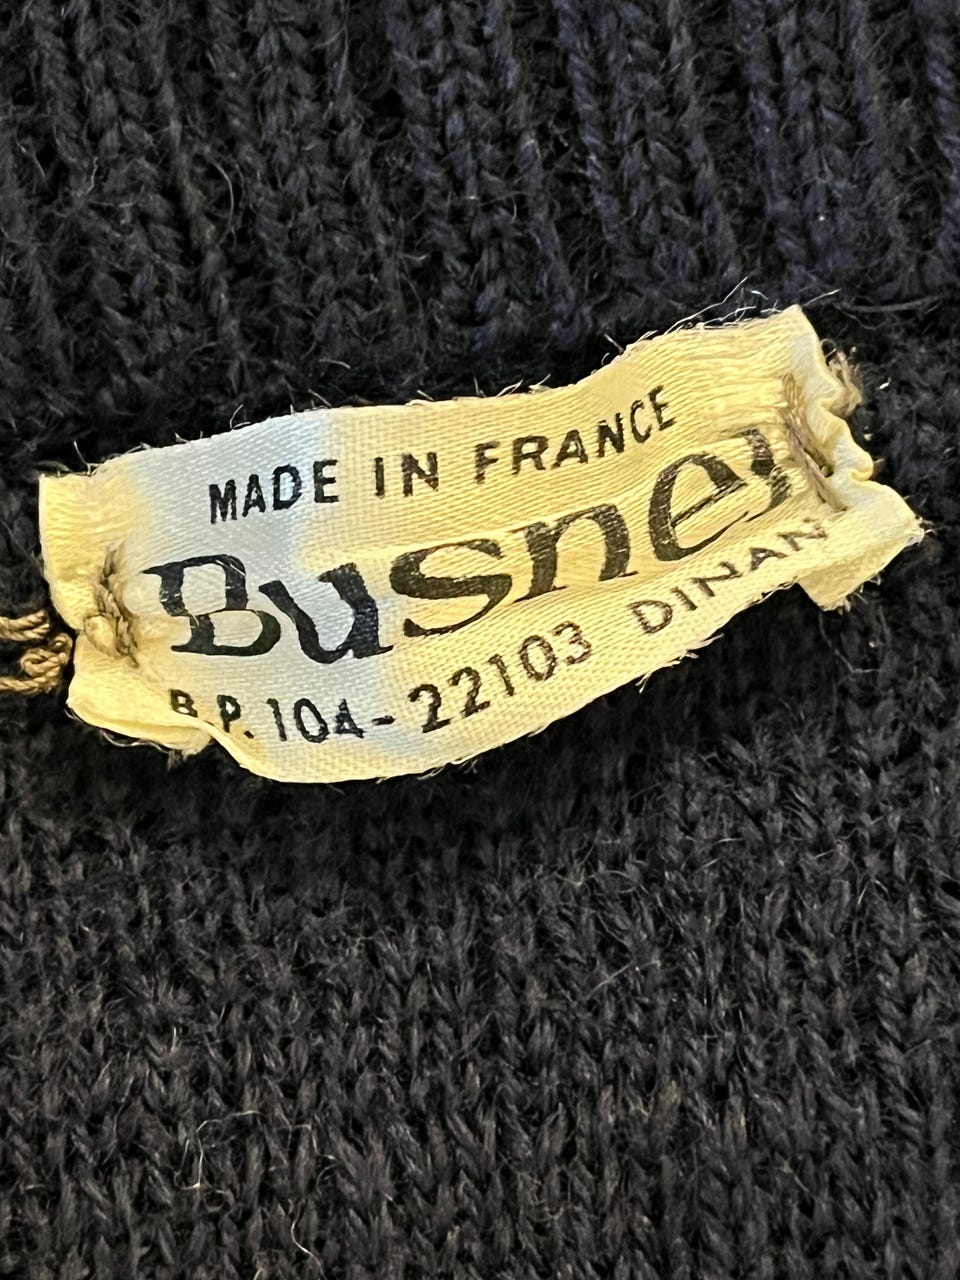 MADE IN FRANCE
Busnel
B.P. 104-22103 DINAN